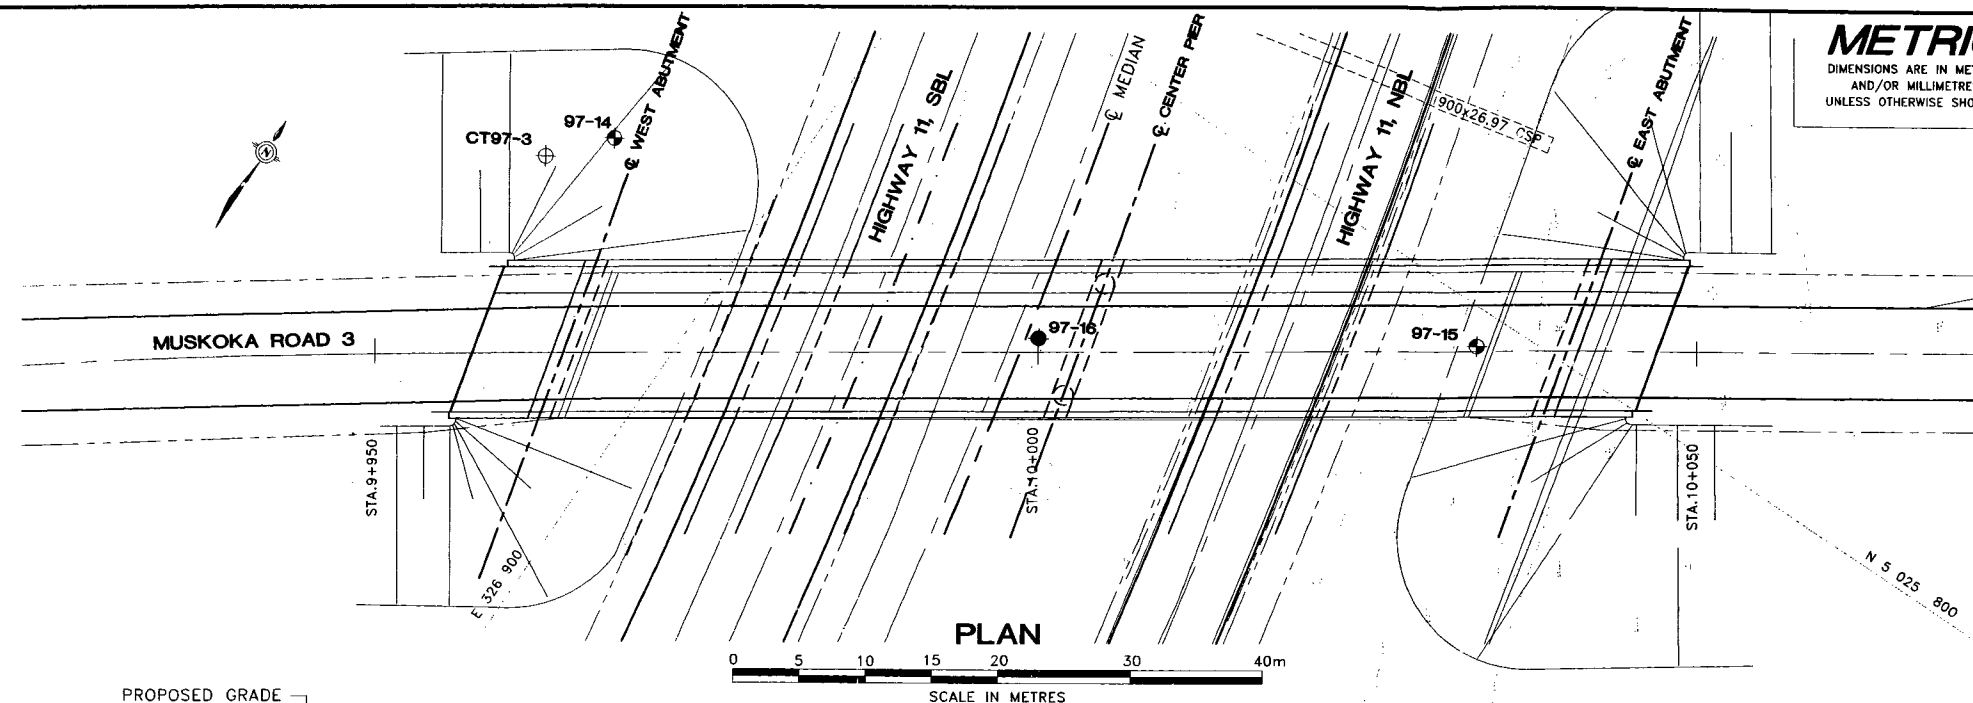 METRI
DIMENSIONS ARE IN ME
AND/OR MILLIMETRE
UNLESS OTHERWISE SHO
℄ WEST ABUTMENT
HIGHWAY 11, SBL
℄ MEDIAN
℄ CENTER PIER
HIGHWAY 11, NBL
900x26.97 CSP
℄ EAST ABUTMENT
CT97-3
97-14
N
MUSKOKA ROAD 3
97-16
97-15
STA.9+950
STA.10+000
STA.10+050
E 326 900
N 5 025 800
PLAN
0 5 10 15 20 30 40m
SCALE IN METRES
PROPOSED GRADE